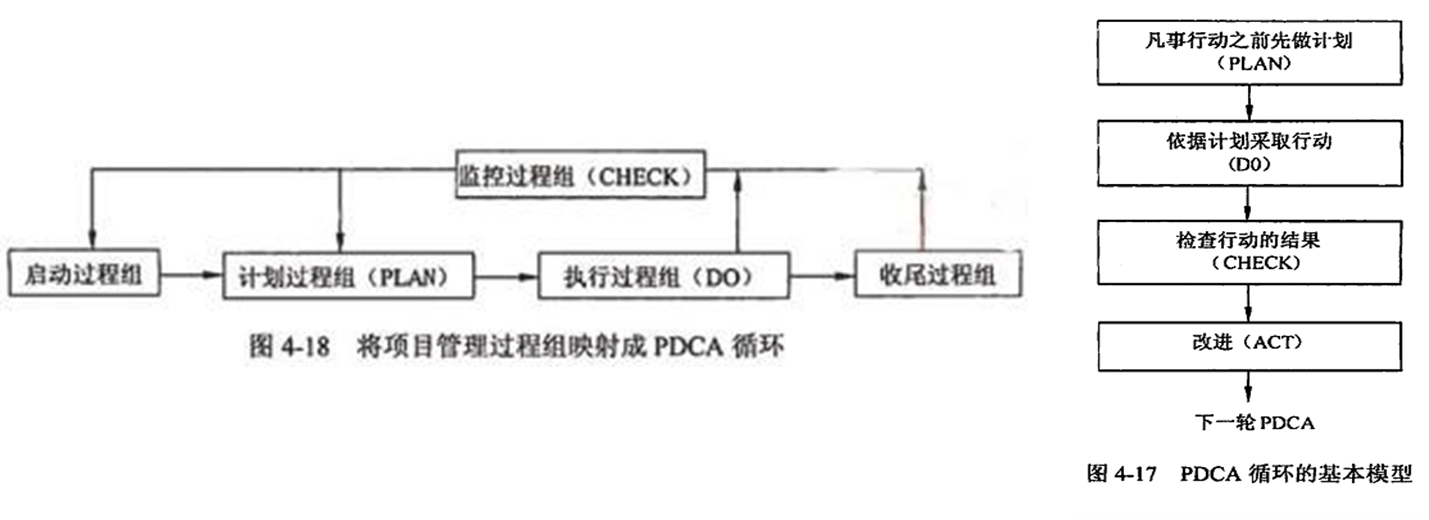 监控过程组（CHECK）
启动过程组
计划过程组（PLAN）
执行过程组（DO）
收尾过程组
图 4-18 将项目管理过程组映射成 PDCA 循环
凡事行动之前先做计划
（PLAN）
依据计划采取行动
(D0)
检查行动的结果
（CHECK）
改进（ACT）
下一轮 PDCA
图 4-17 PDCA 循环的基本模型